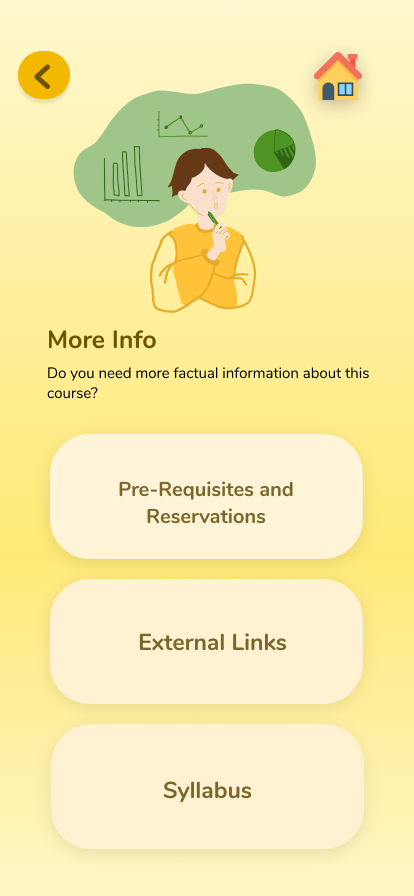 More Info
Do you need more factual information about this
course?
Pre-Requisites and
Reservations
External Links
Syllabus